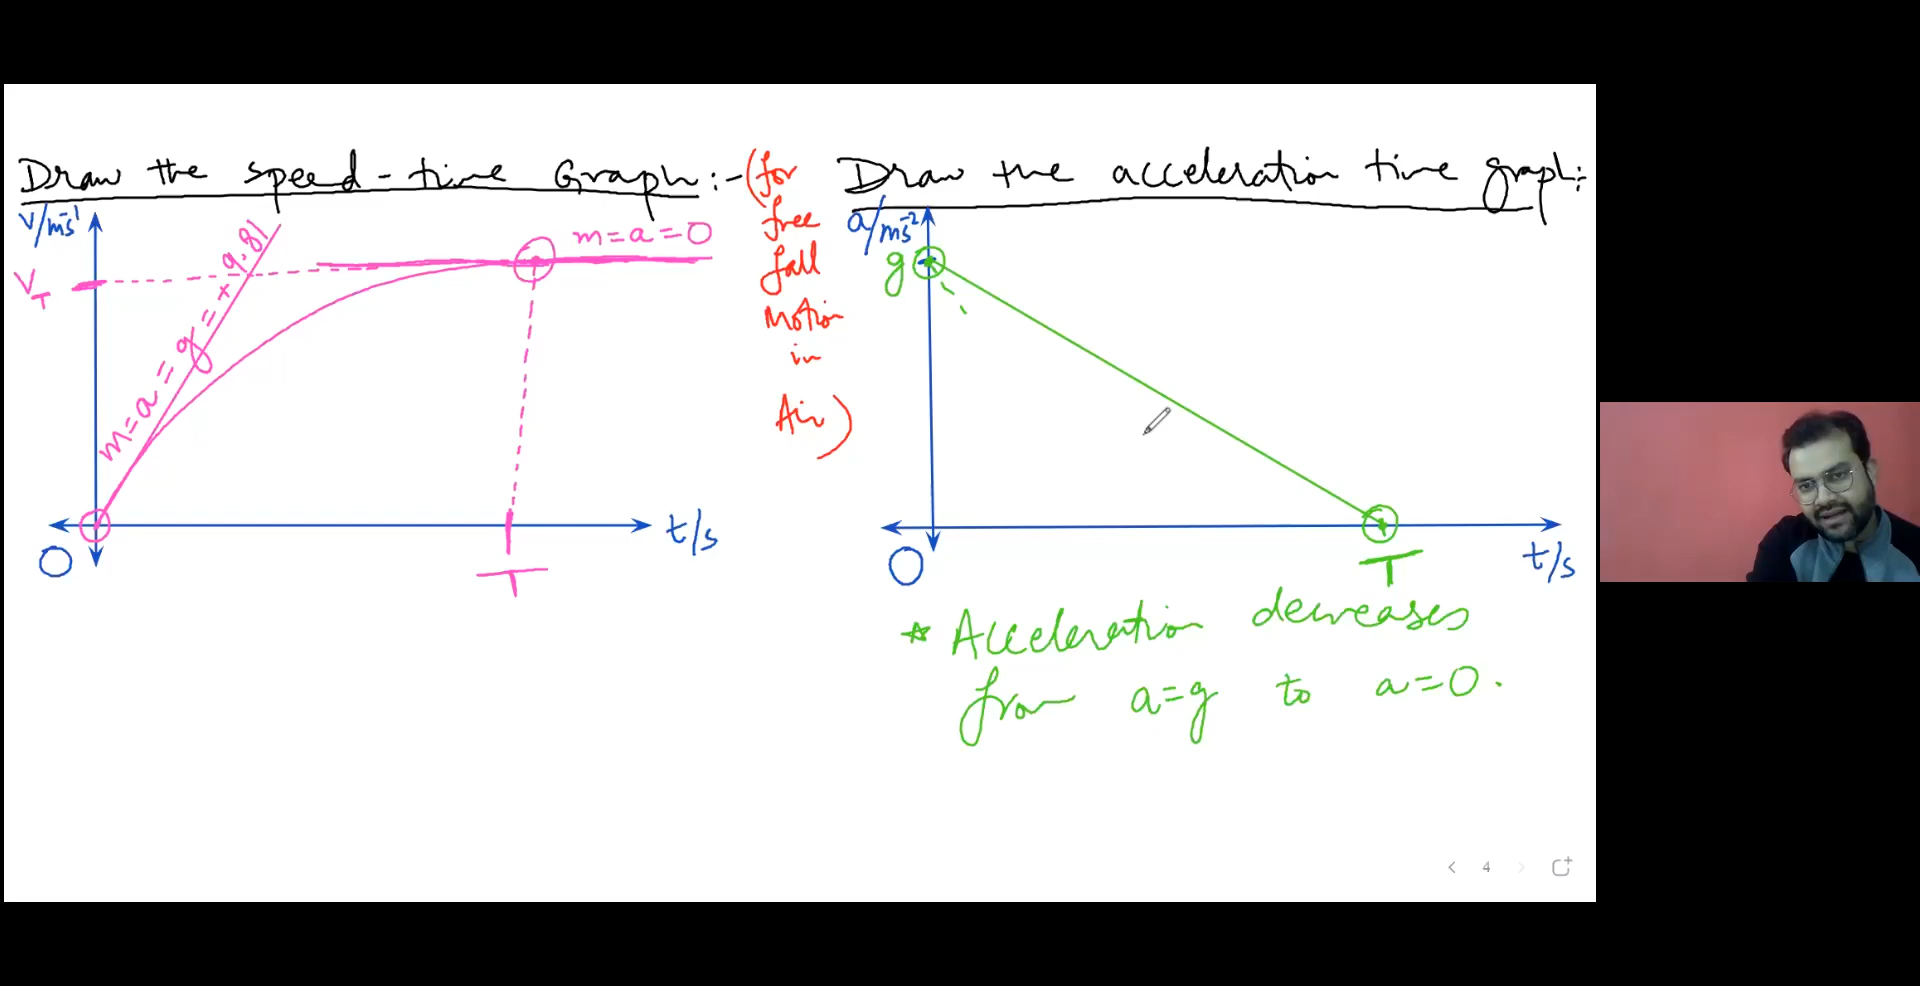 Draw the speed-time Graph:-
(for
free
fall
Motion
in
Air)
v/ms⁻¹
m=a=0
V_T
m=a=g=+9.81
O
T
t/s
Draw the acceleration time graph:
a/ms⁻²
g
O
T
t/s
* Acceleration decreases
from a=g to a=0.
4